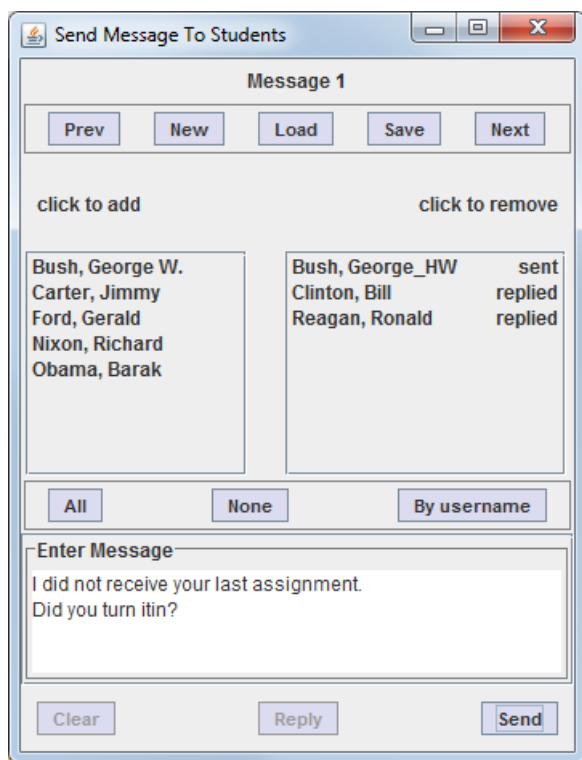 Send Message To Students
Message 1
Prev New Load Save Next
click to add click to remove
Bush, George W.
Carter, Jimmy
Ford, Gerald
Nixon, Richard
Obama, Barak
Bush, George_HW sent
Clinton, Bill replied
Reagan, Ronald replied
All None By username
Enter Message
I did not receive your last assignment.
Did you turn itin?
Clear Reply Send